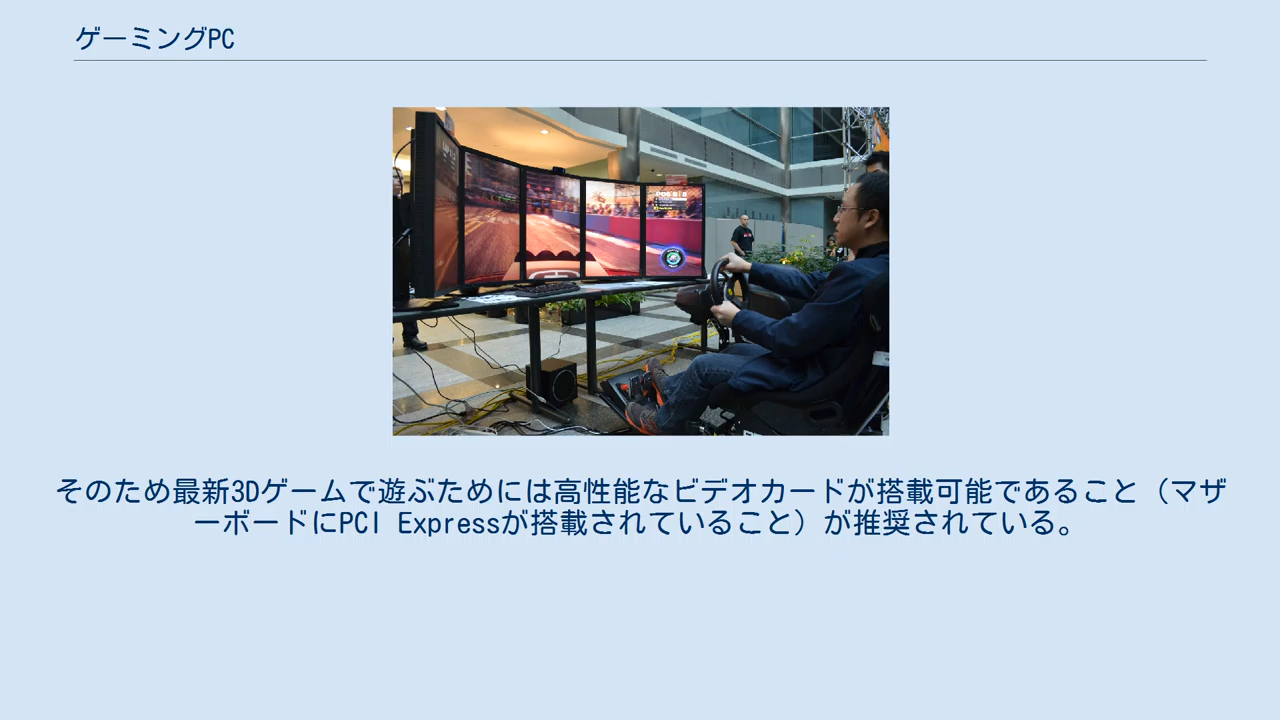 ゲーミングPC
そのため最新3Dゲームで遊ぶためには高性能なビデオカードが搭載可能であること（マザ
ーボードにPCI Expressが搭載されていること）が推奨されている。